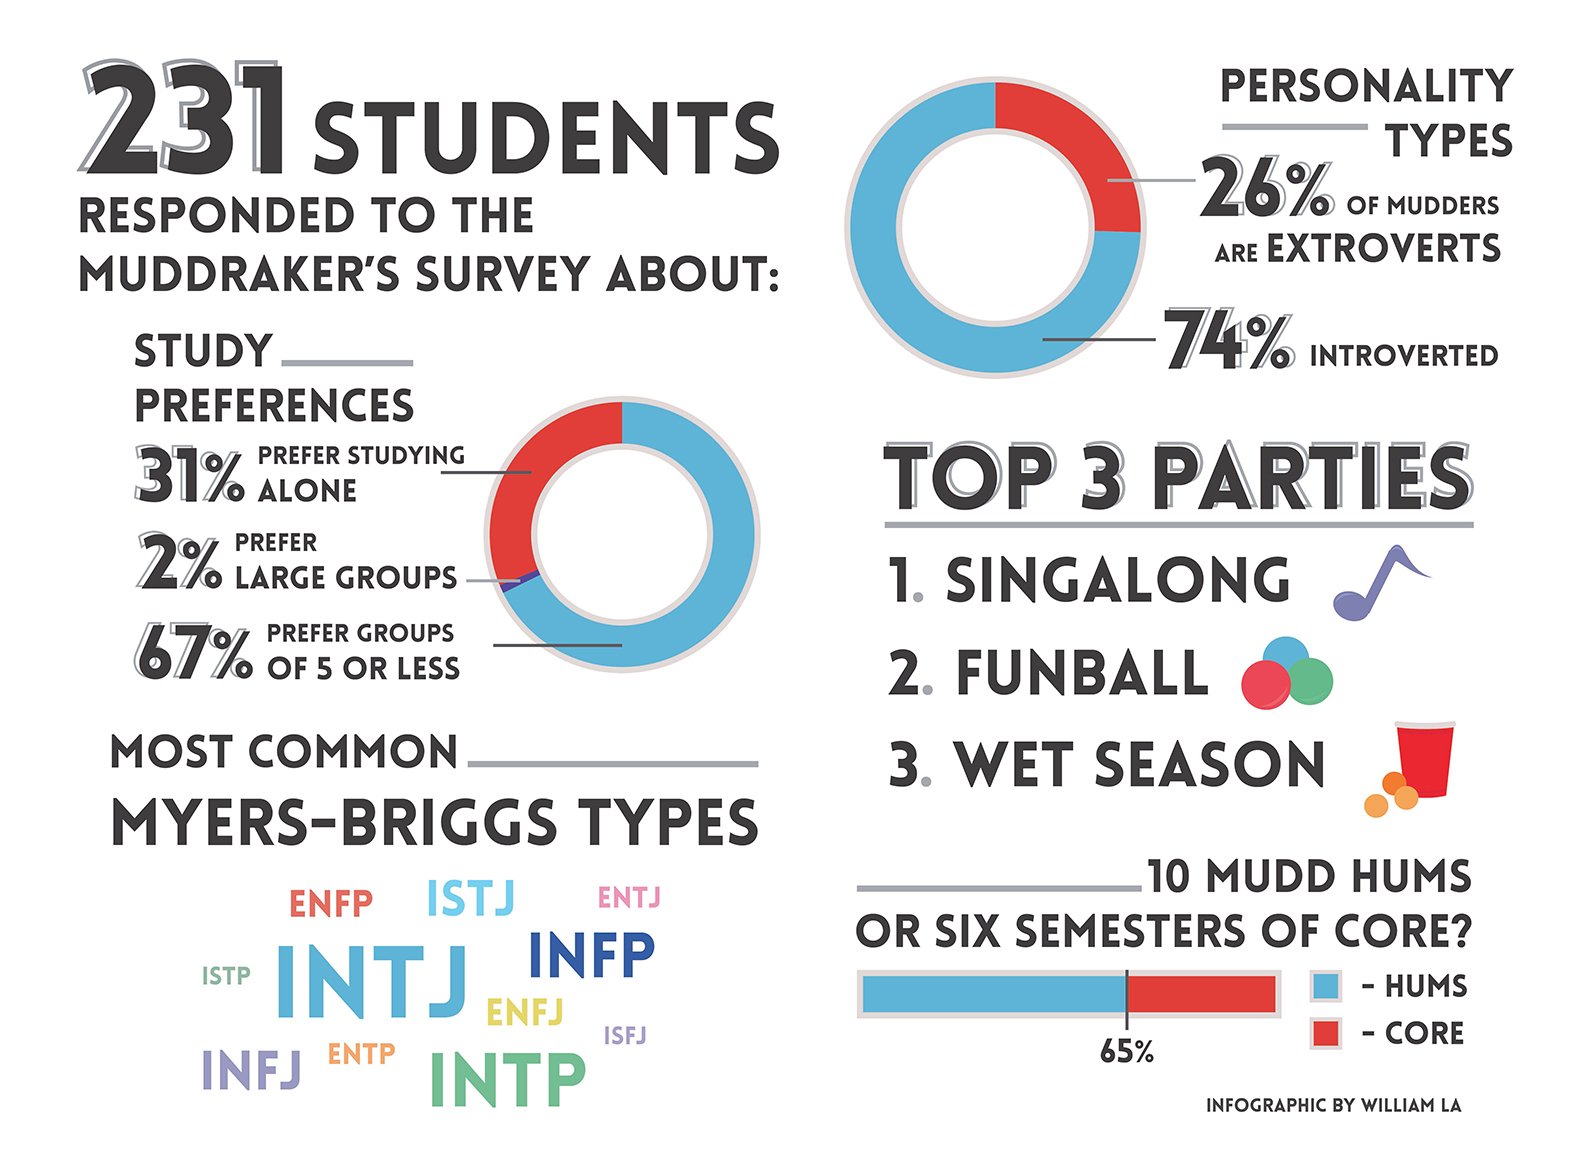 231 STUDENTS
RESPONDED TO THE
MUDDRAKER'S SURVEY ABOUT:
STUDY
PREFERENCES
31% PREFER STUDYING
ALONE
2% PREFER
LARGE GROUPS
67% PREFER GROUPS
OF 5 OR LESS
MOST COMMON
MYERS-BRIGGS TYPES
ENFP ISTJ ENTJ
ISTP INTJ INFP
ENFJ
INFJ ENTP INTP ISFJ
PERSONALITY
TYPES
26% OF MUDDERS
ARE EXTROVERTS
74% INTROVERTED
TOP 3 PARTIES
1. SINGALONG
2. FUNBALL
3. WET SEASON
10 MUDD HUMS
OR SIX SEMESTERS OF CORE?
- HUMS
- CORE
65%
INFOGRAPHIC BY WILLIAM LA